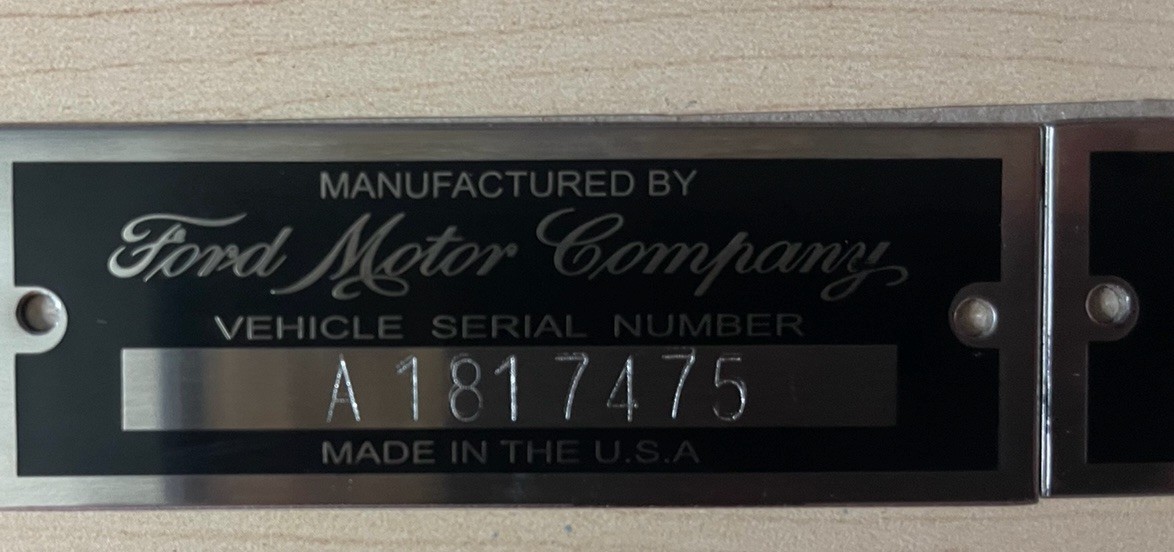 MANUFACTURED BY
Ford Motor Company
VEHICLE SERIAL NUMBER
A 1817475
MADE IN THE U.S.A